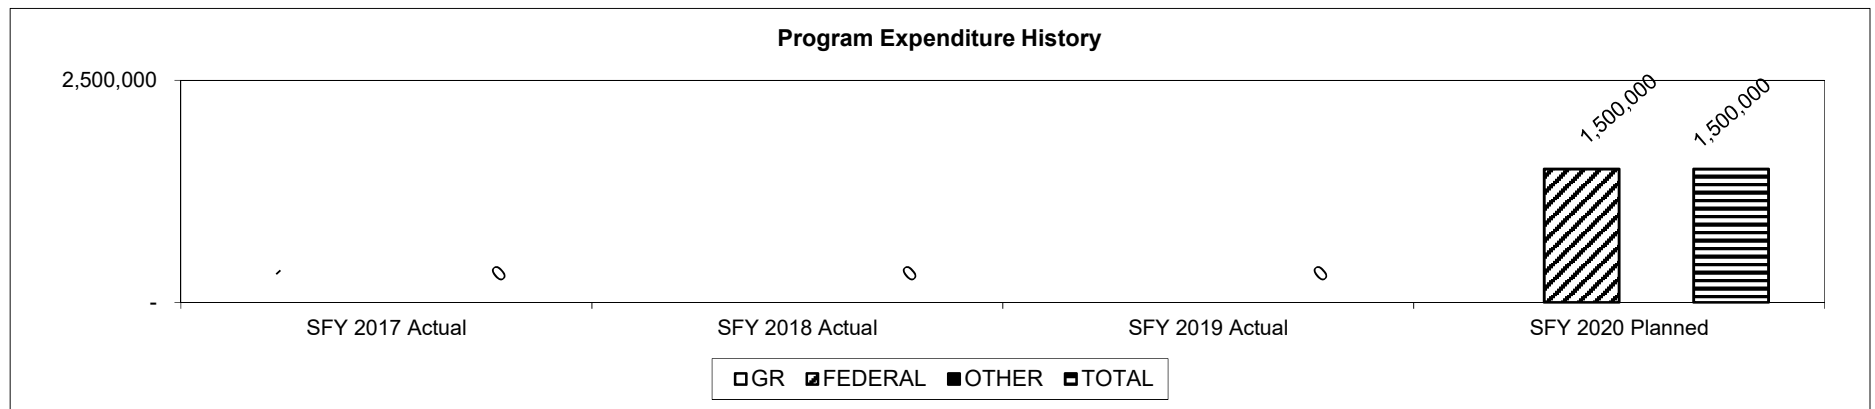 Program Expenditure History
2,500,000
1,500,000
1,500,000
-
0
0
0
-
SFY 2017 Actual
SFY 2018 Actual
SFY 2019 Actual
SFY 2020 Planned
GR FEDERAL OTHER TOTAL